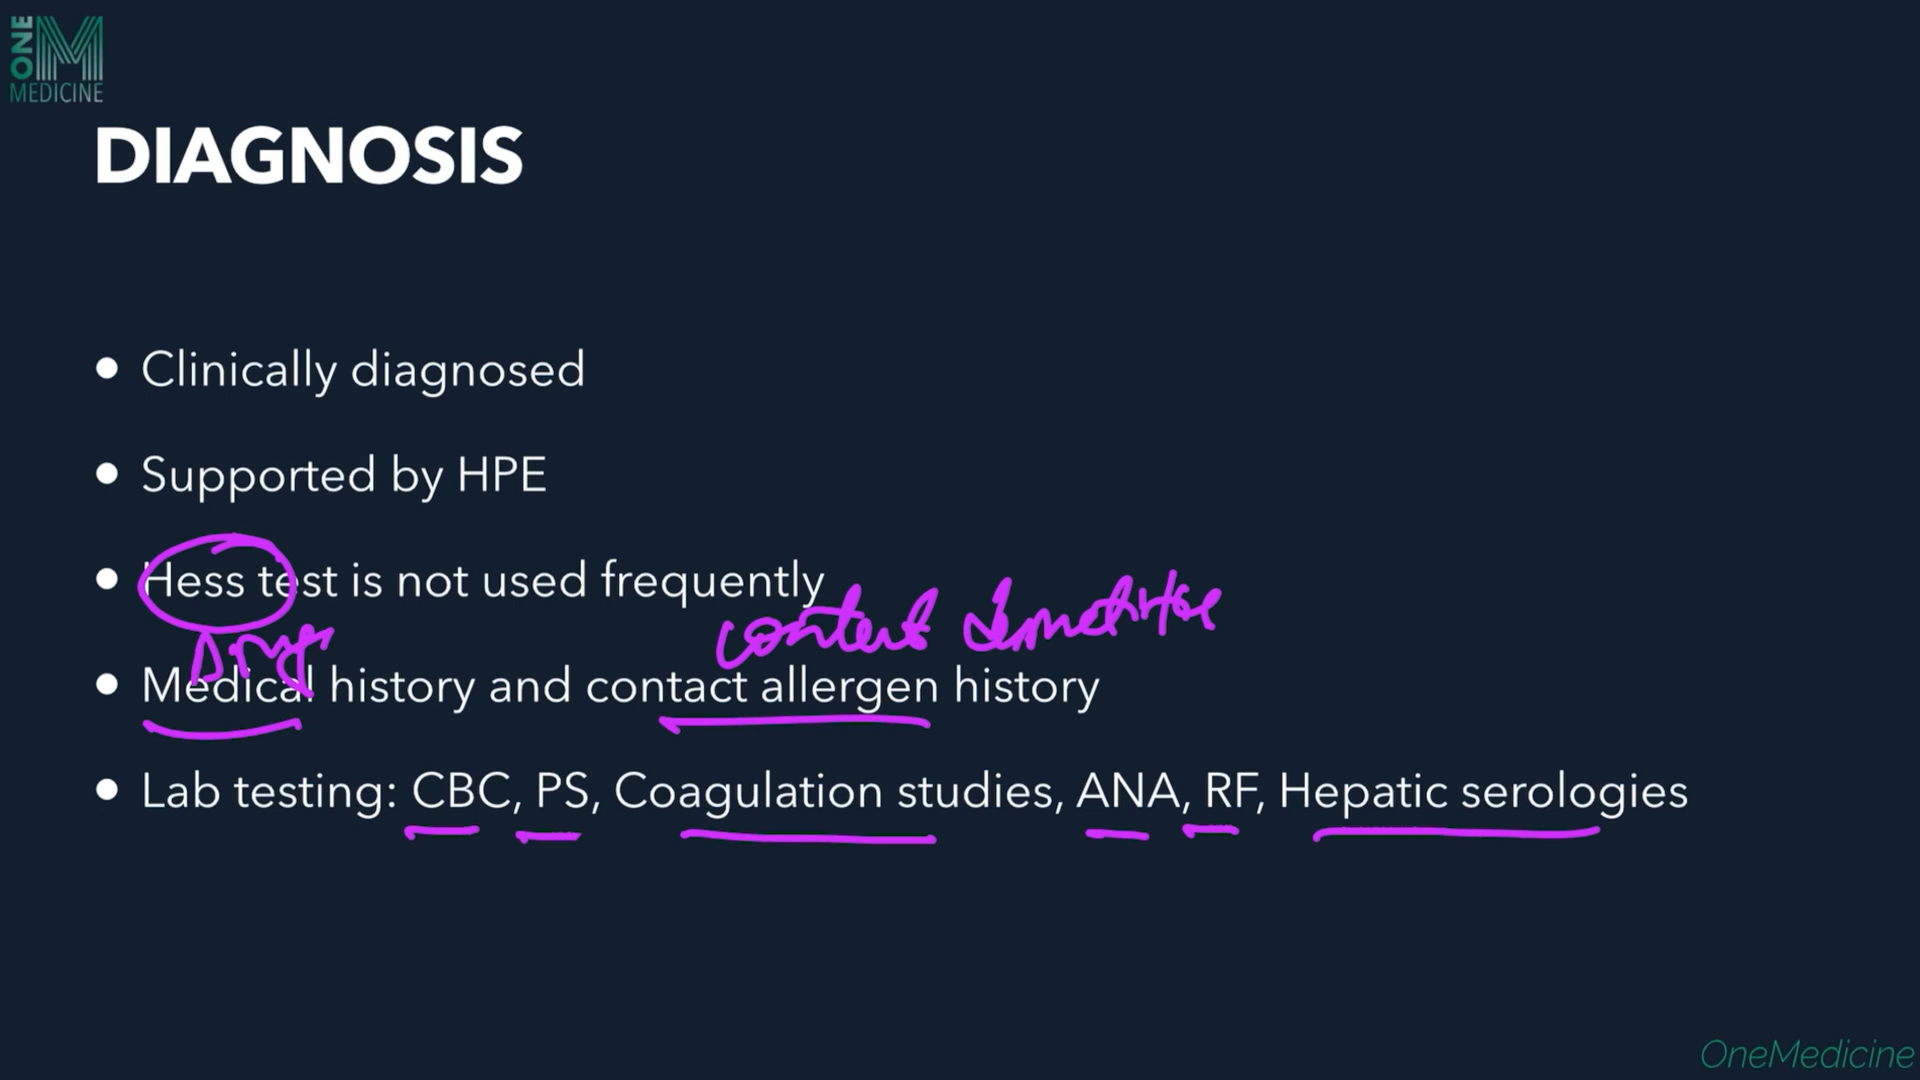 ONE
M
MEDICINE
DIAGNOSIS
• Clinically diagnosed
• Supported by HPE
• Hess test is not used frequently
Drugs
contact
• Medical history and contact allergen history
• Lab testing: CBC, PS, Coagulation studies, ANA, RF, Hepatic serologies
OneMedicine